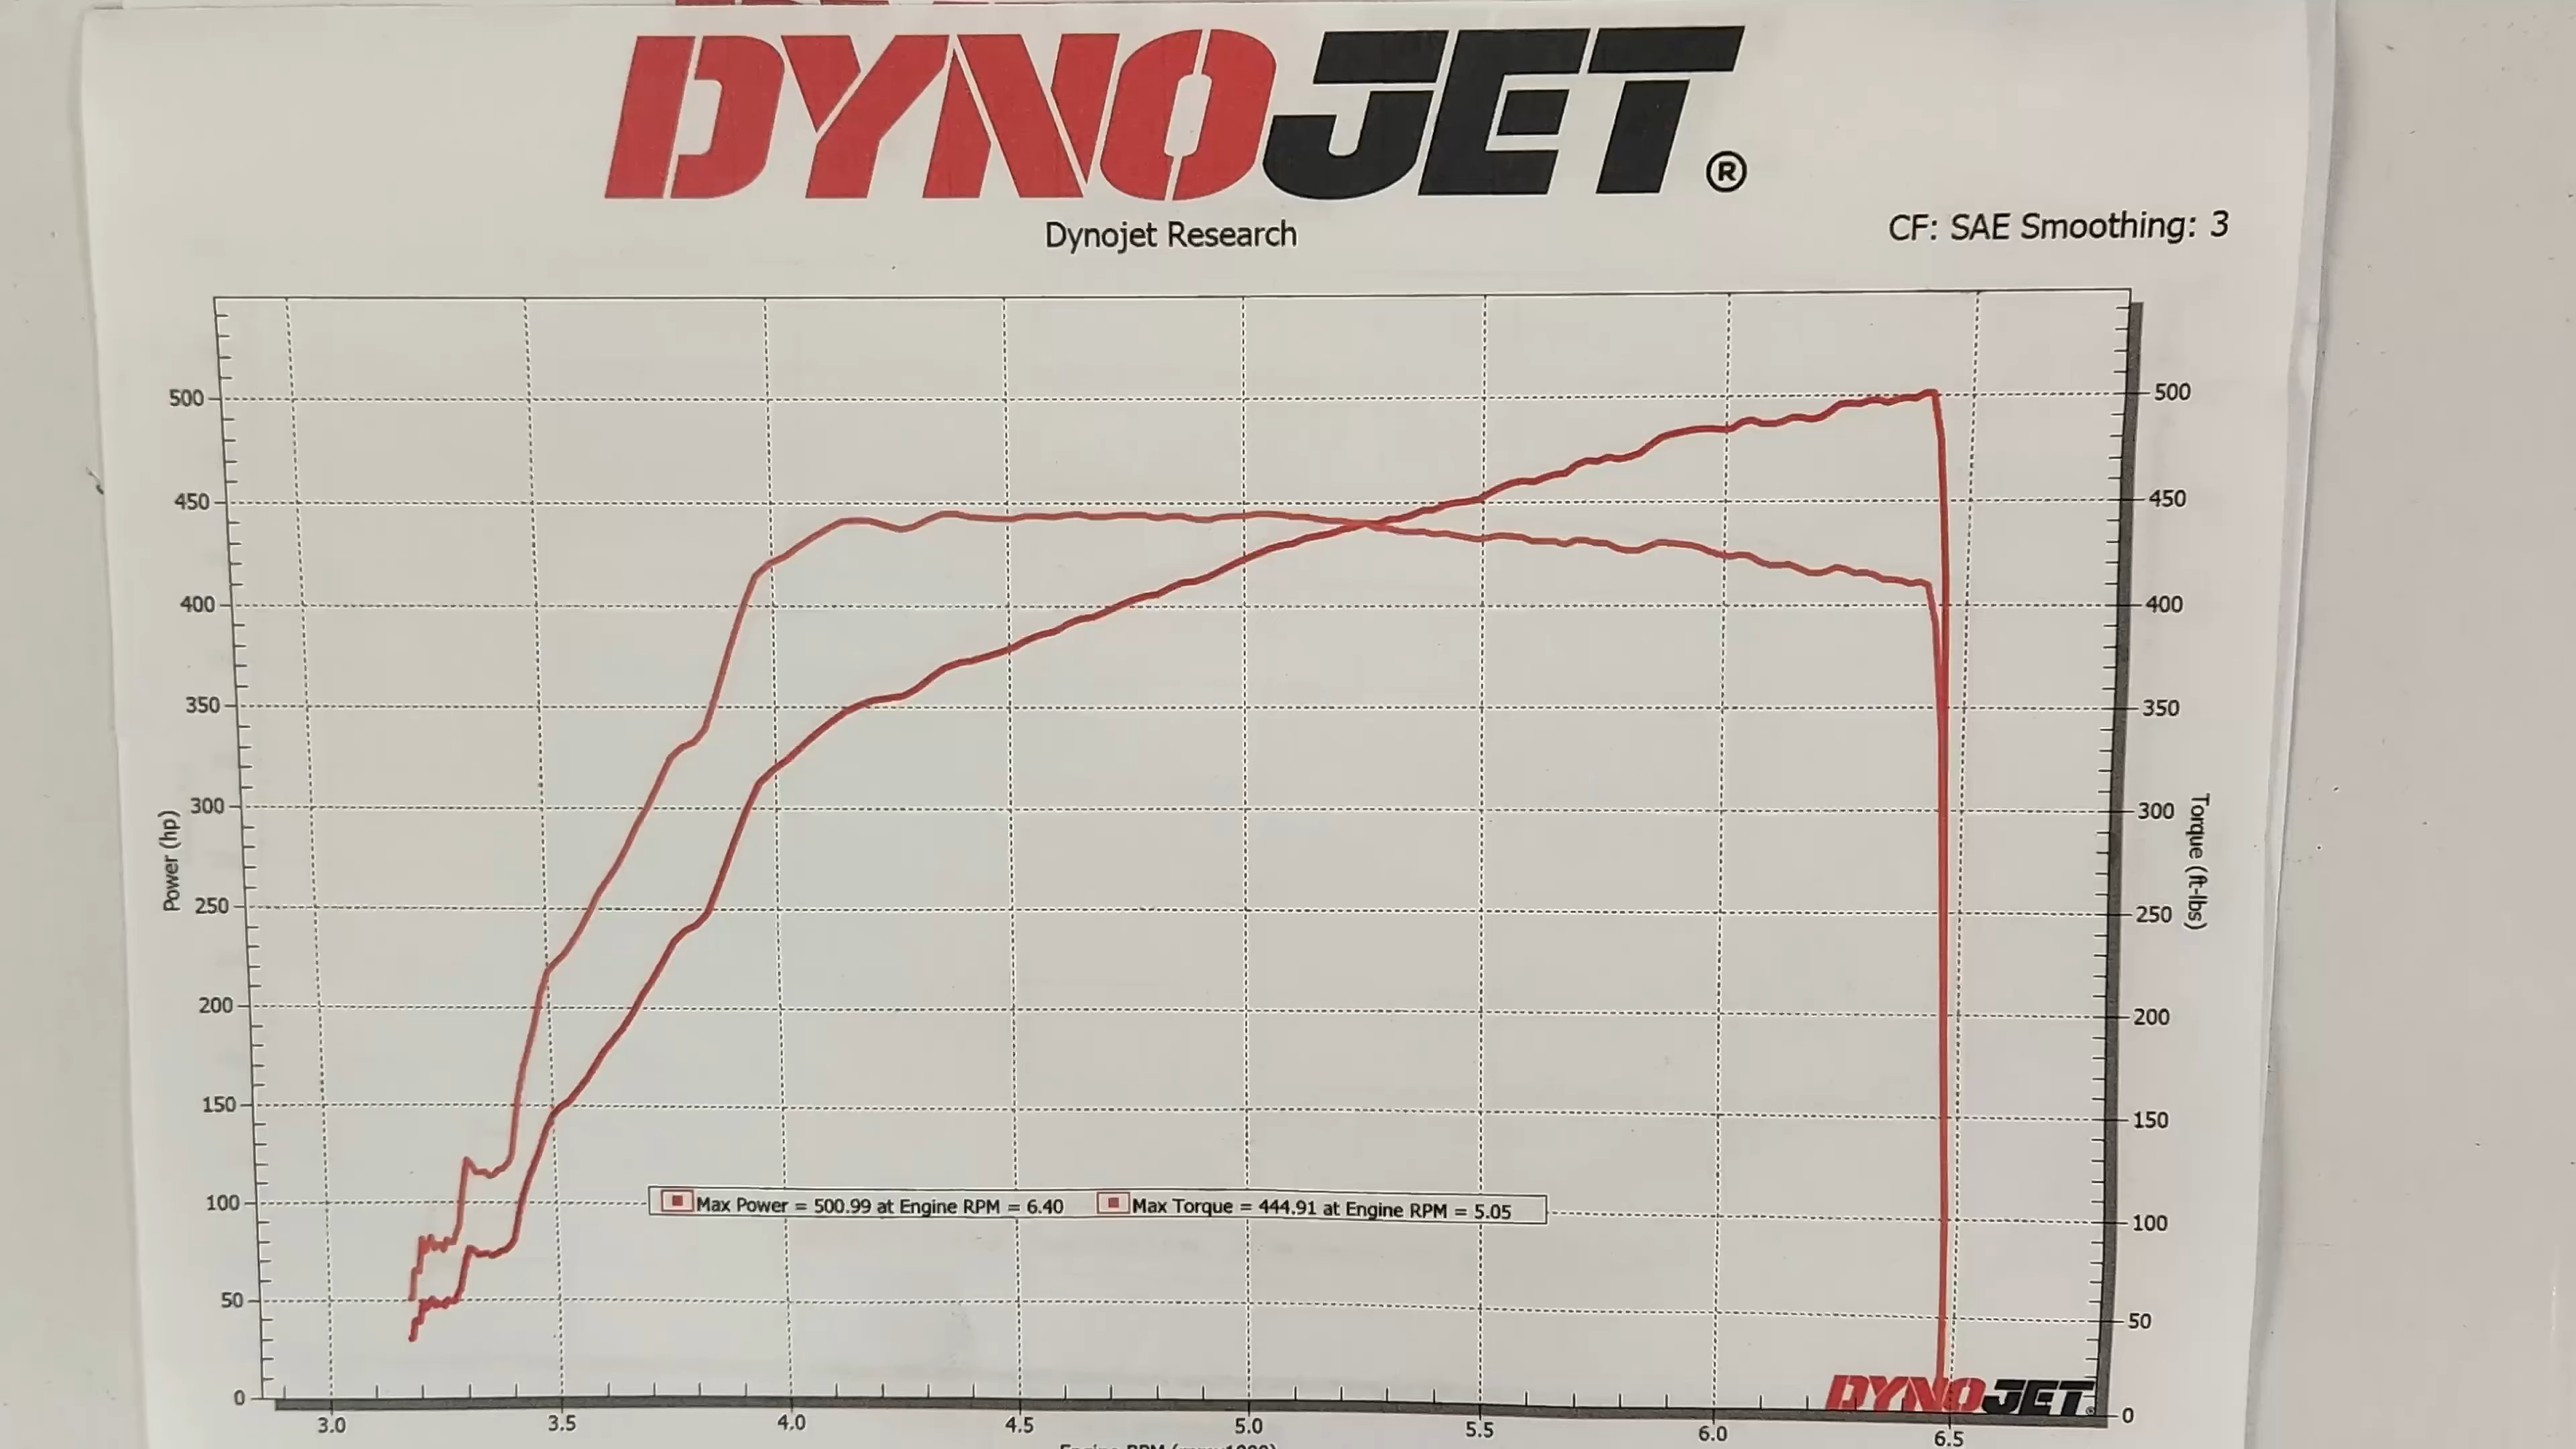 DYNOJET®
Dynojet Research
CF: SAE Smoothing: 3
500
450
400
350
300
250
200
150
100
50
0
Power (hp)
500
450
400
350
300
250
200
150
100
50
0
Torque (ft-lbs)
Max Power = 500.99 at Engine RPM = 6.40 Max Torque = 444.91 at Engine RPM = 5.05
DYNOJET®
3.0 3.5 4.0 4.5 5.0 5.5 6.0 6.5
Engine RPM